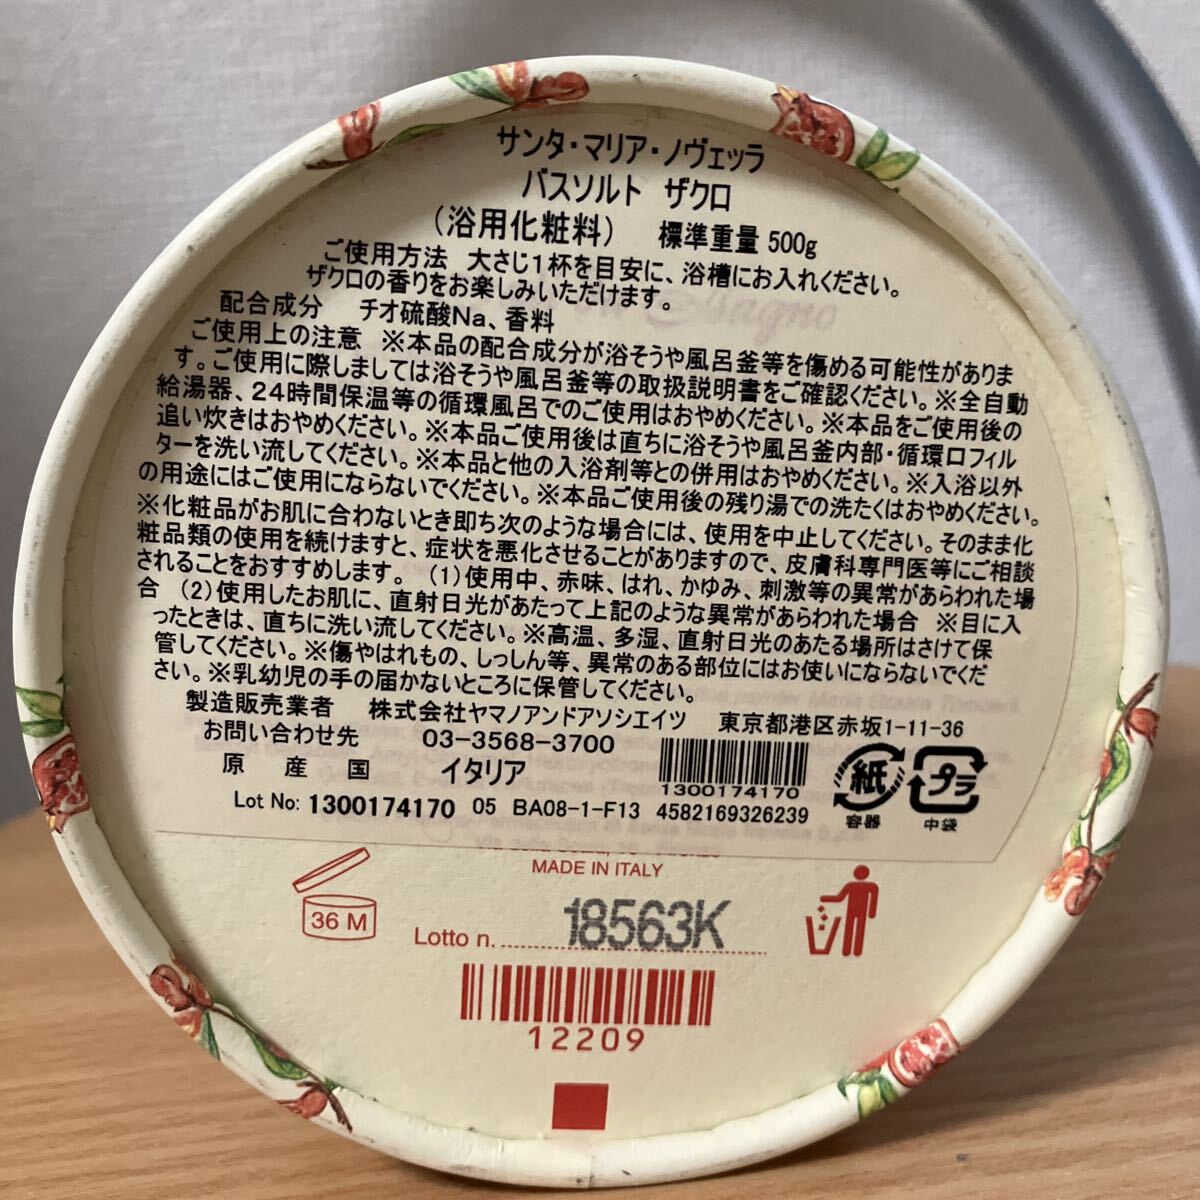 サンタ・マリア・ノヴェッラ
バスソルト ザクロ
（浴用化粧料） 標準重量 500g
ご使用方法 大さじ1杯を目安に、浴槽にお入れください。
ザクロの香りをお楽しみいただけます。
配合成分 チオ硫酸Na、香料
ご使用上の注意 ※本品の配合成分が浴そうや風呂釜等を傷める可能性がありま
す。ご使用に際しましては浴そうや風呂釜等の取扱説明書をご確認ください。※全自動
給湯器、24時間保温等の循環風呂でのご使用はおやめください。※本品をご使用後の
追い炊きはおやめください。※本品ご使用後は直ちに浴そうや風呂釜内部・循環口フィル
ターを洗い流してください。※本品と他の入浴剤等との併用はおやめください。※入浴以外
の用途にはご使用にならないでください。※本品ご使用後の残り湯での洗たくはおやめください。
※化粧品がお肌に合わないとき即ち次のような場合には、使用を中止してください。そのまま化
粧品類の使用を続けますと、症状を悪化させることがありますので、皮膚科専門医等にご相談
されることをおすすめします。（1）使用中、赤味、はれ、かゆみ、刺激等の異常があらわれた場
合（2）使用したお肌に、直射日光があたって上記のような異常があらわれた場合 ※目に入
ったときは、直ちに洗い流してください。※高温、多湿、直射日光のあたる場所はさけて保
管してください。※傷やはれもの、しっしん等、異常のある部位にはお使いにならないでくだ
さい。※乳幼児の手の届かないところに保管してください。
製造販売業者 株式会社ヤマノアンドアソシエイツ 東京都港区赤坂1-11-36
お問い合わせ先 03-3568-3700
原産国 イタリア
1300174170
紙
容器
プラ
中袋
Lot No: 1300174170 05 BA08-1-F13 4582169326239
MADE IN ITALY
36 M
Lotto n. 18563K
12209